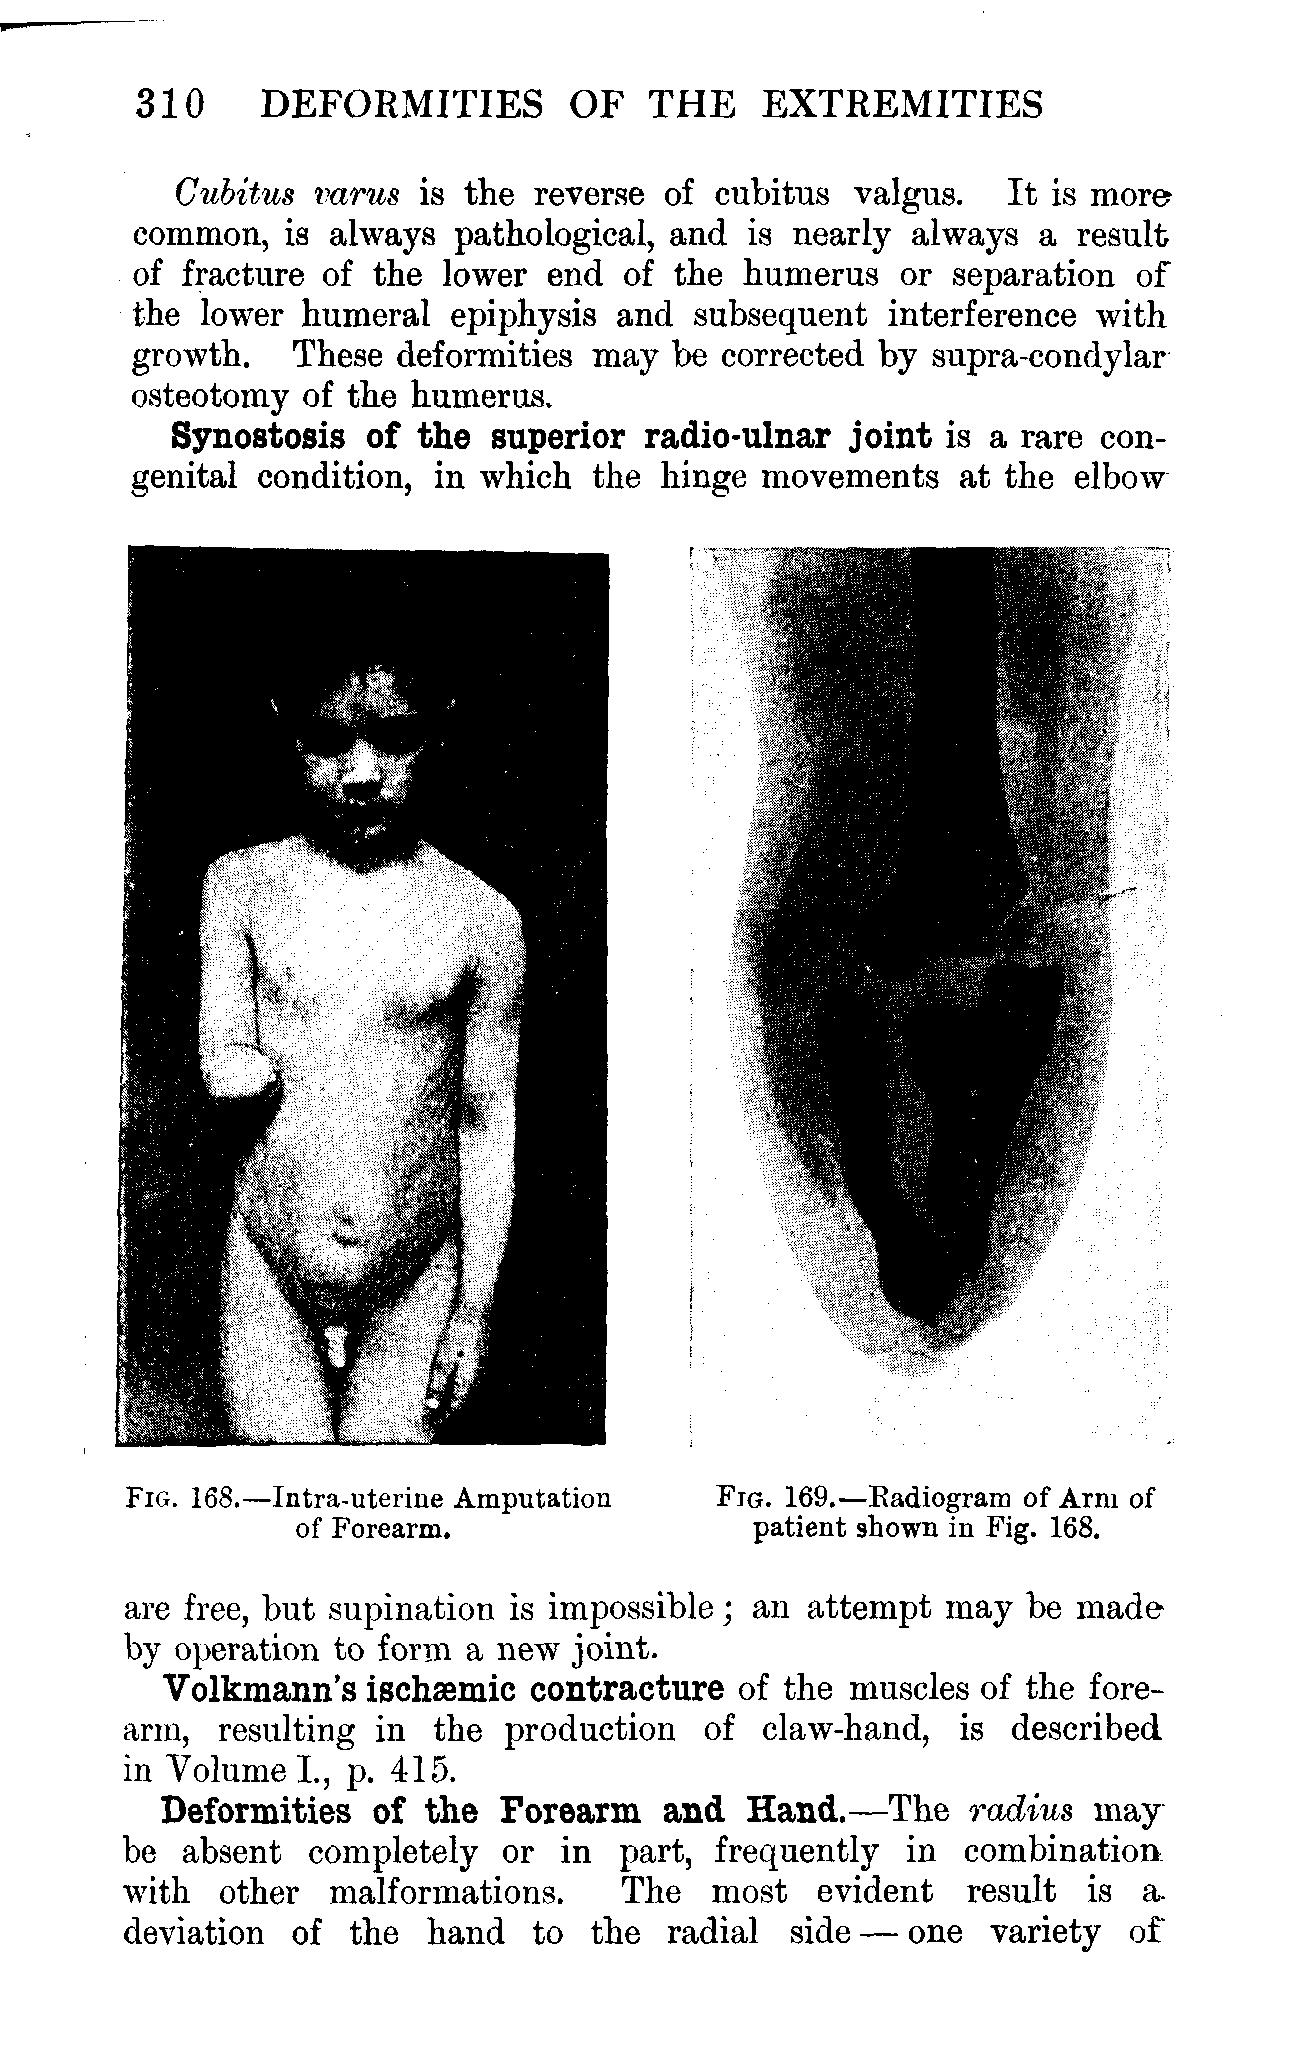 310 DEFORMITIES OF THE EXTREMITIES
Cubitus varus is the reverse of cubitus valgus. It is more
common, is always pathological, and is nearly always a result
of fracture of the lower end of the humerus or separation of
the lower humeral epiphysis and subsequent interference with
growth. These deformities may be corrected by supra-condylar
osteotomy of the humerus.
Synostosis of the superior radio-ulnar joint is a rare con-
genital condition, in which the hinge movements at the elbow
FIG. 168.—Intra-uterine Amputation
of Forearm.
FIG. 169.—Radiogram of Arm of
patient shown in Fig. 168.
are free, but supination is impossible; an attempt may be made
by operation to form a new joint.
Volkmann's ischæmic contracture of the muscles of the fore-
arm, resulting in the production of claw-hand, is described
in Volume I., p. 415.
Deformities of the Forearm and Hand.—The radius may
be absent completely or in part, frequently in combination
with other malformations. The most evident result is a
deviation of the hand to the radial side — one variety of